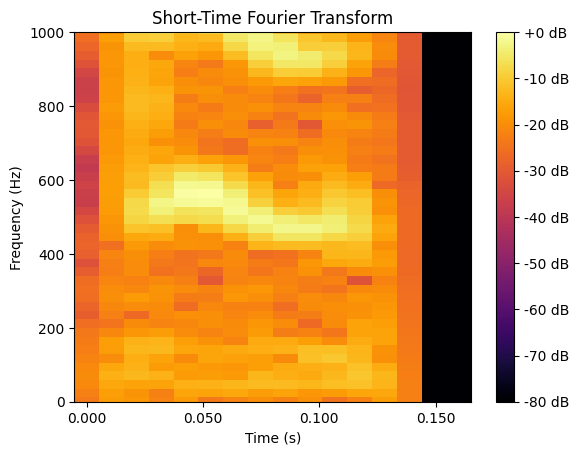 Short-Time Fourier Transform
Frequency (Hz)
1000
800
600
400
200
0
0.000
0.050
0.100
0.150
Time (s)
+0 dB
-10 dB
-20 dB
-30 dB
-40 dB
-50 dB
-60 dB
-70 dB
-80 dB